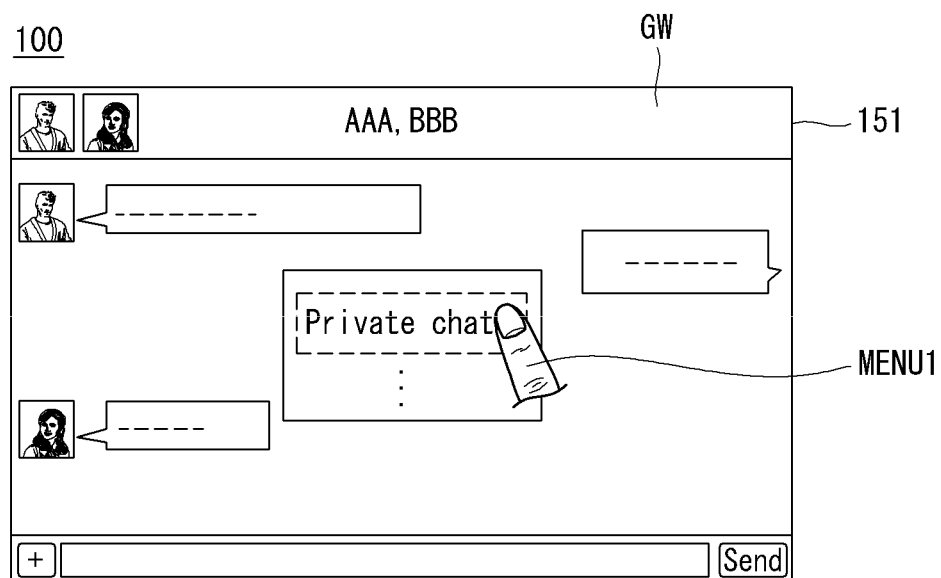 100
GW
AAA, BBB
151
Private chat
MENU1
+
Send